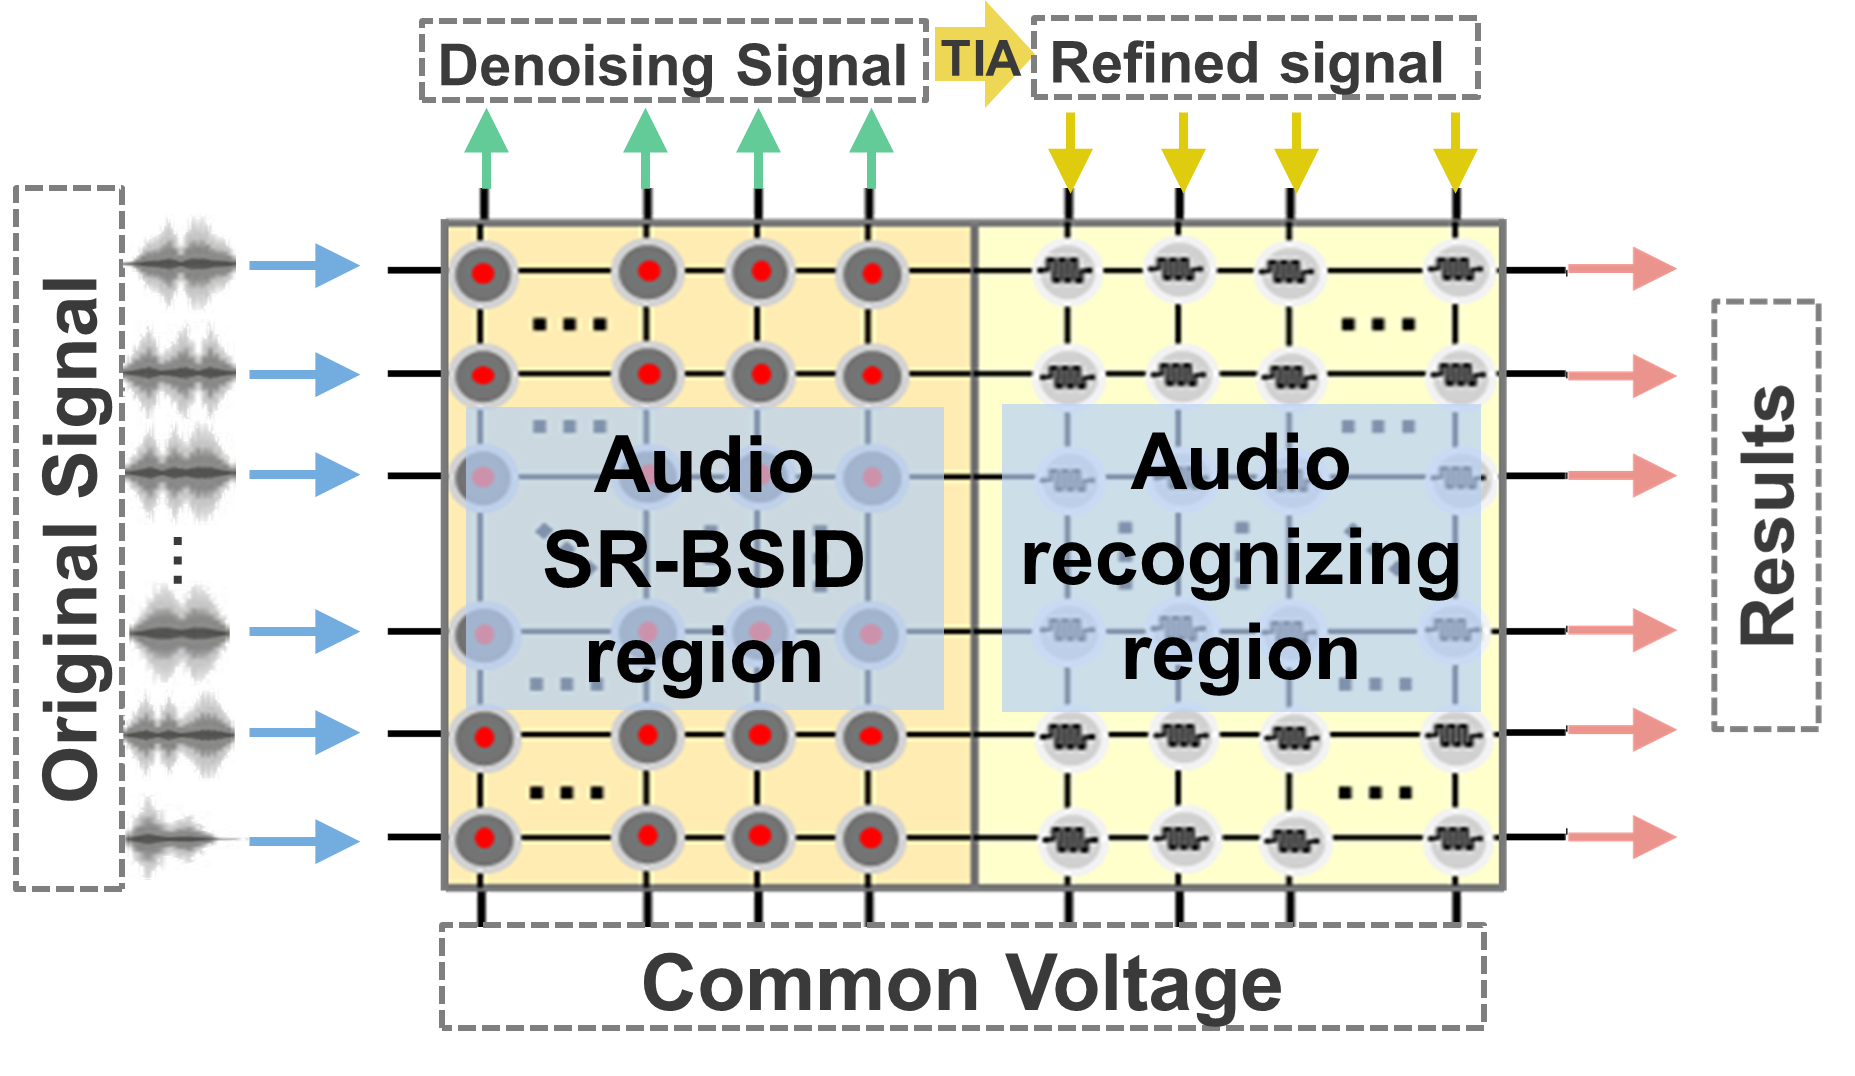 Denoising Signal
TIA
Refined signal
Original Signal
Audio
SR-BSID
region
Audio
recognizing
region
Results
Common Voltage